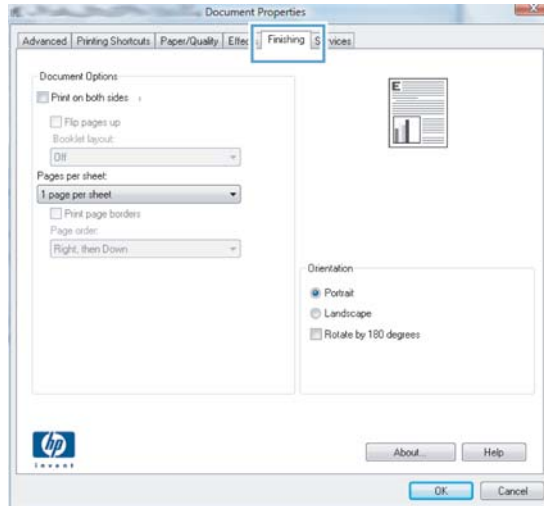 Document Properties
Advanced Printing Shortcuts Paper/Quality Finishing
Document Options
Print on both sides
Flip pages up
Booklet layout:
Off
Pages per sheet:
1 page per sheet
Print page borders
Page order:
Right, then Down
E
Orientation
Portrait
Landscape
Rotate by 180 degrees
hp
invent
About... Help
OK Cancel